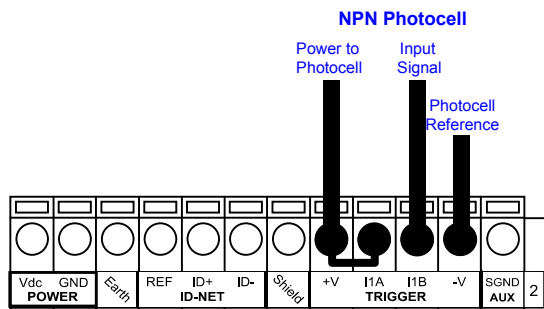 NPN Photocell
Power to
Photocell
Input
Signal
Photocell
Reference
Vdc GND Earth REF ID+ ID- Shield +V I1A I1B -V SGND 2
POWER ID-NET TRIGGER AUX